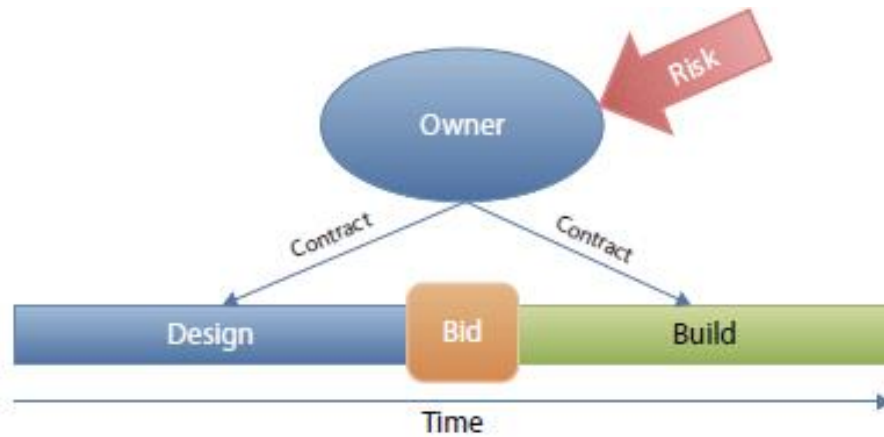 Risk
Owner
Contract
Contract
Design
Bid
Build
Time